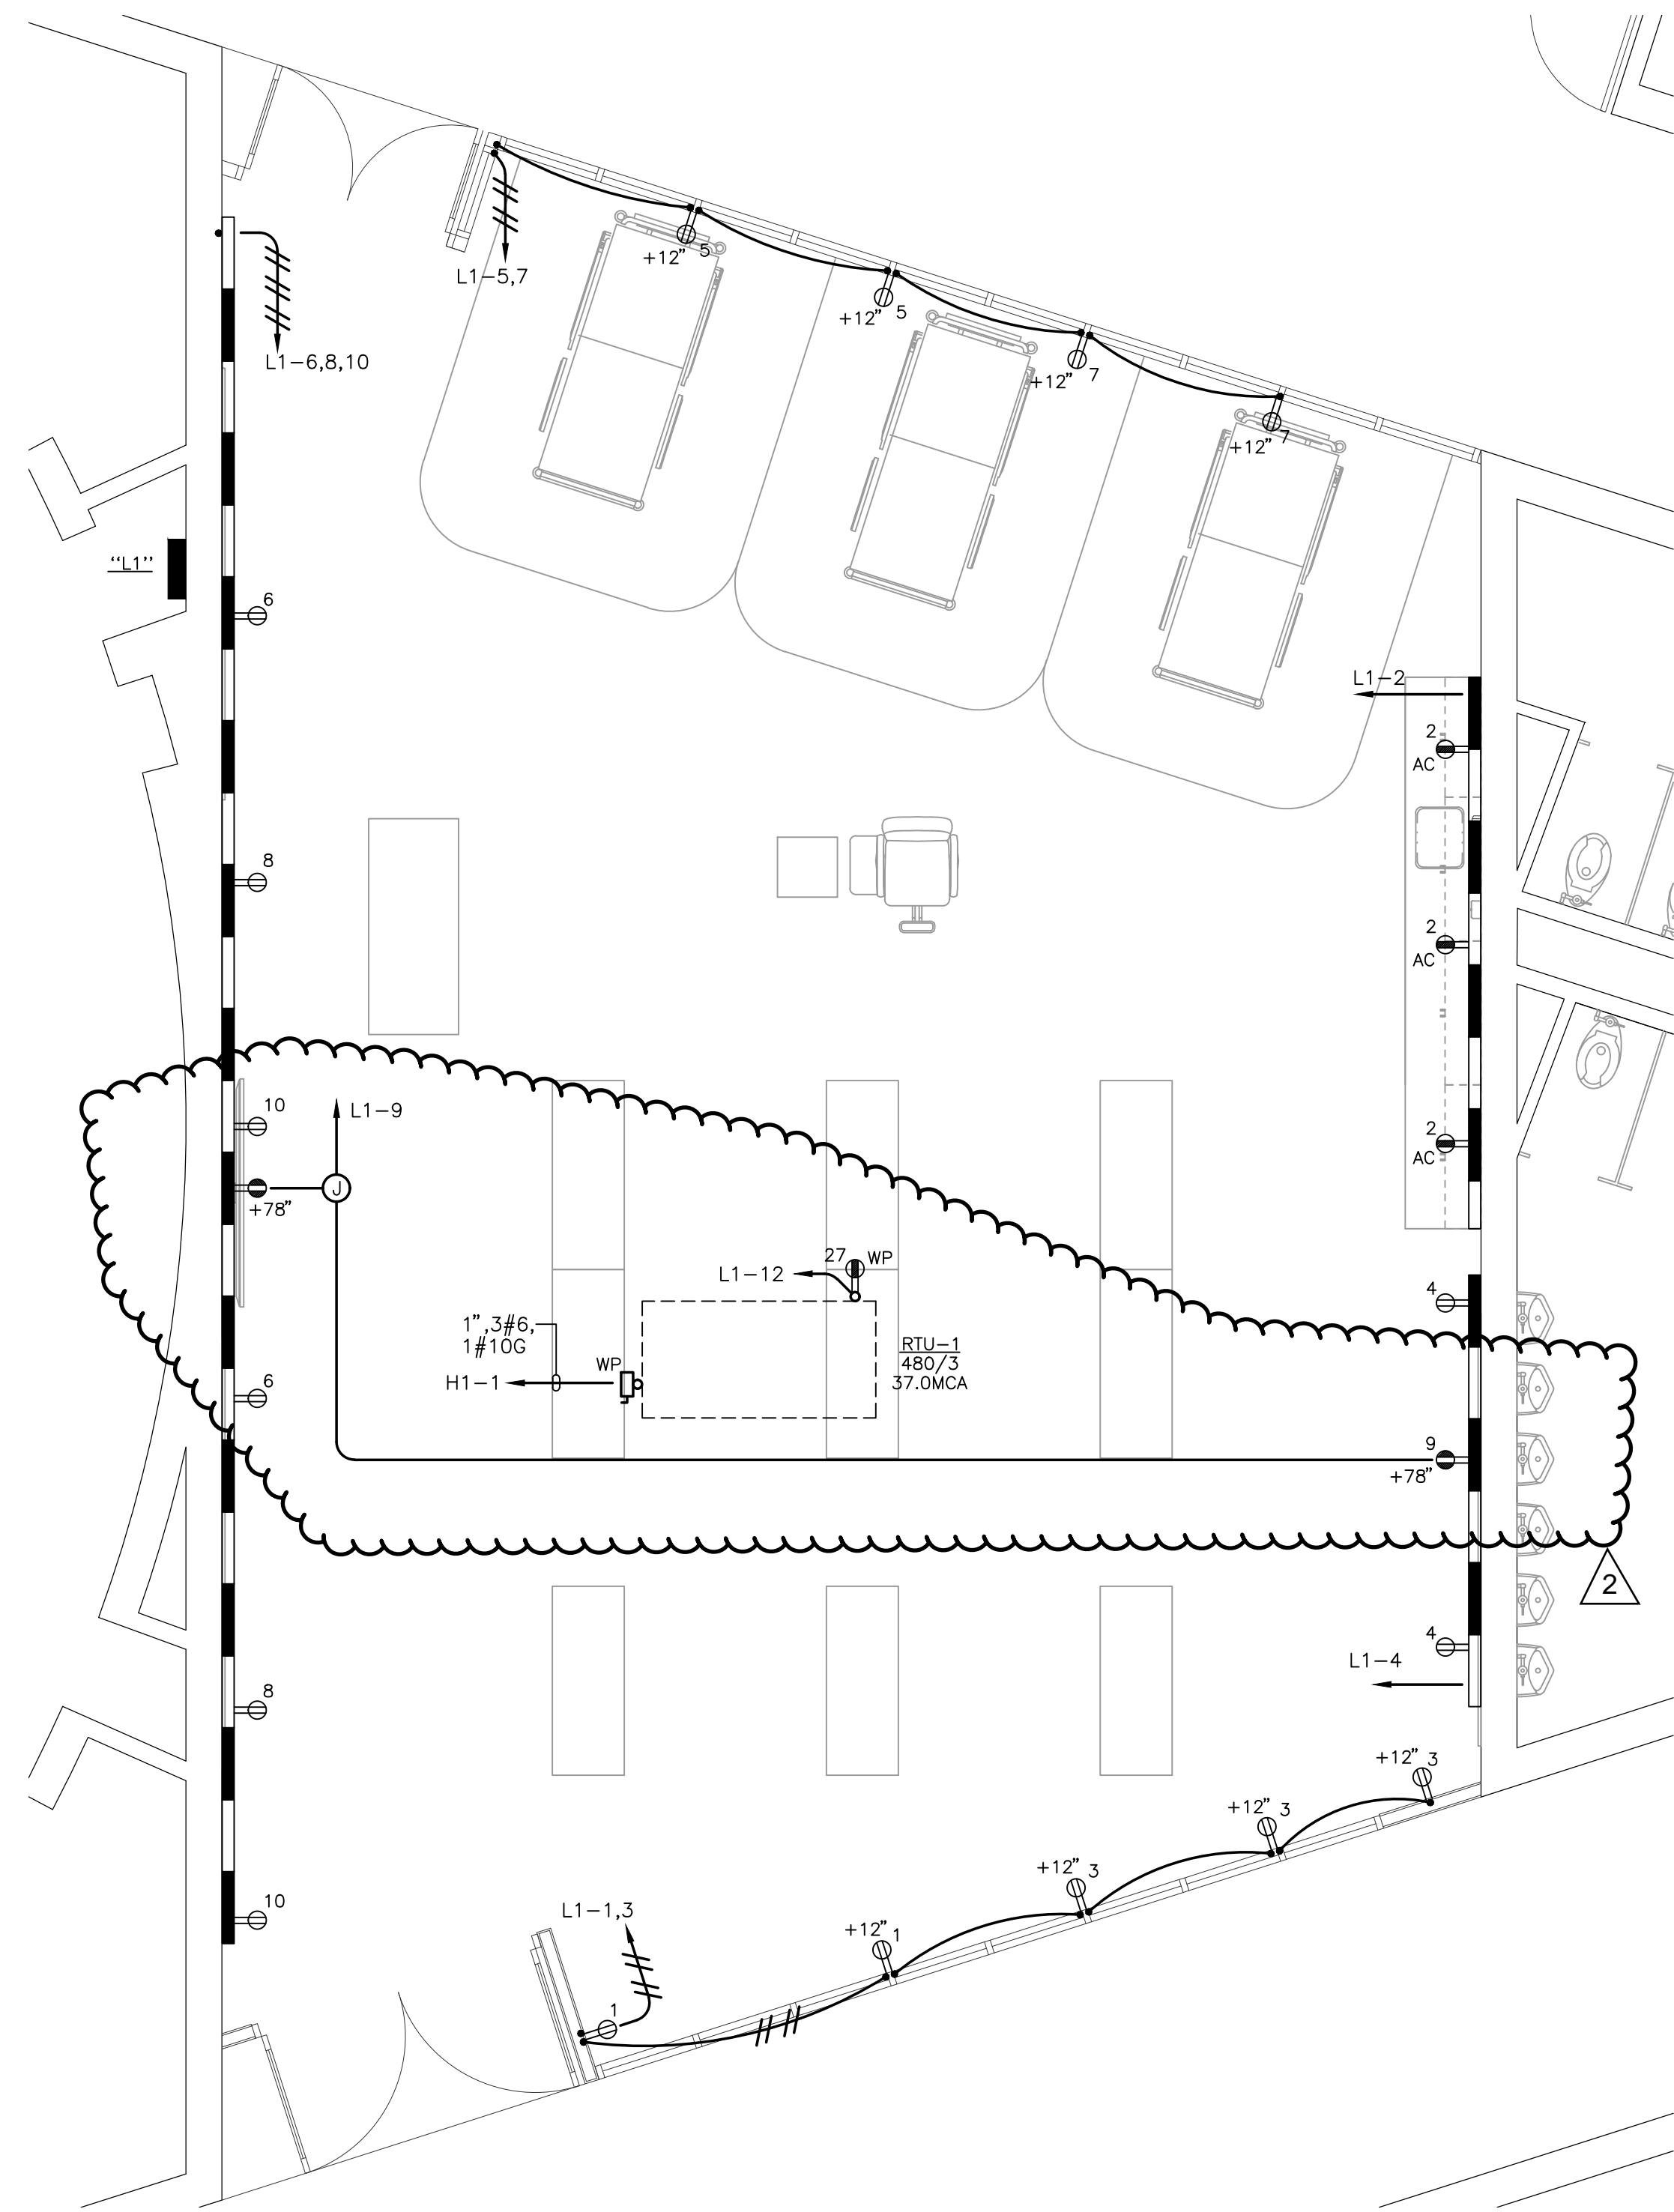 5
+12"
L1-5,7
5
+12"
L1-6,8,10
7
+12"
7
+12"
"L1"
6
L1-2
2
AC
8
2
AC
10
L1-9
2
AC
+78"
27
WP
L1-12
4
1",3#6,
1#10G
RTU-1
480/3
37.0MCA
WP
H1-1
6
9
+78"
2
4
L1-4
8
+12"
3
+12"
3
+12"
3
L1-1,3
10
+12"
1
1
J